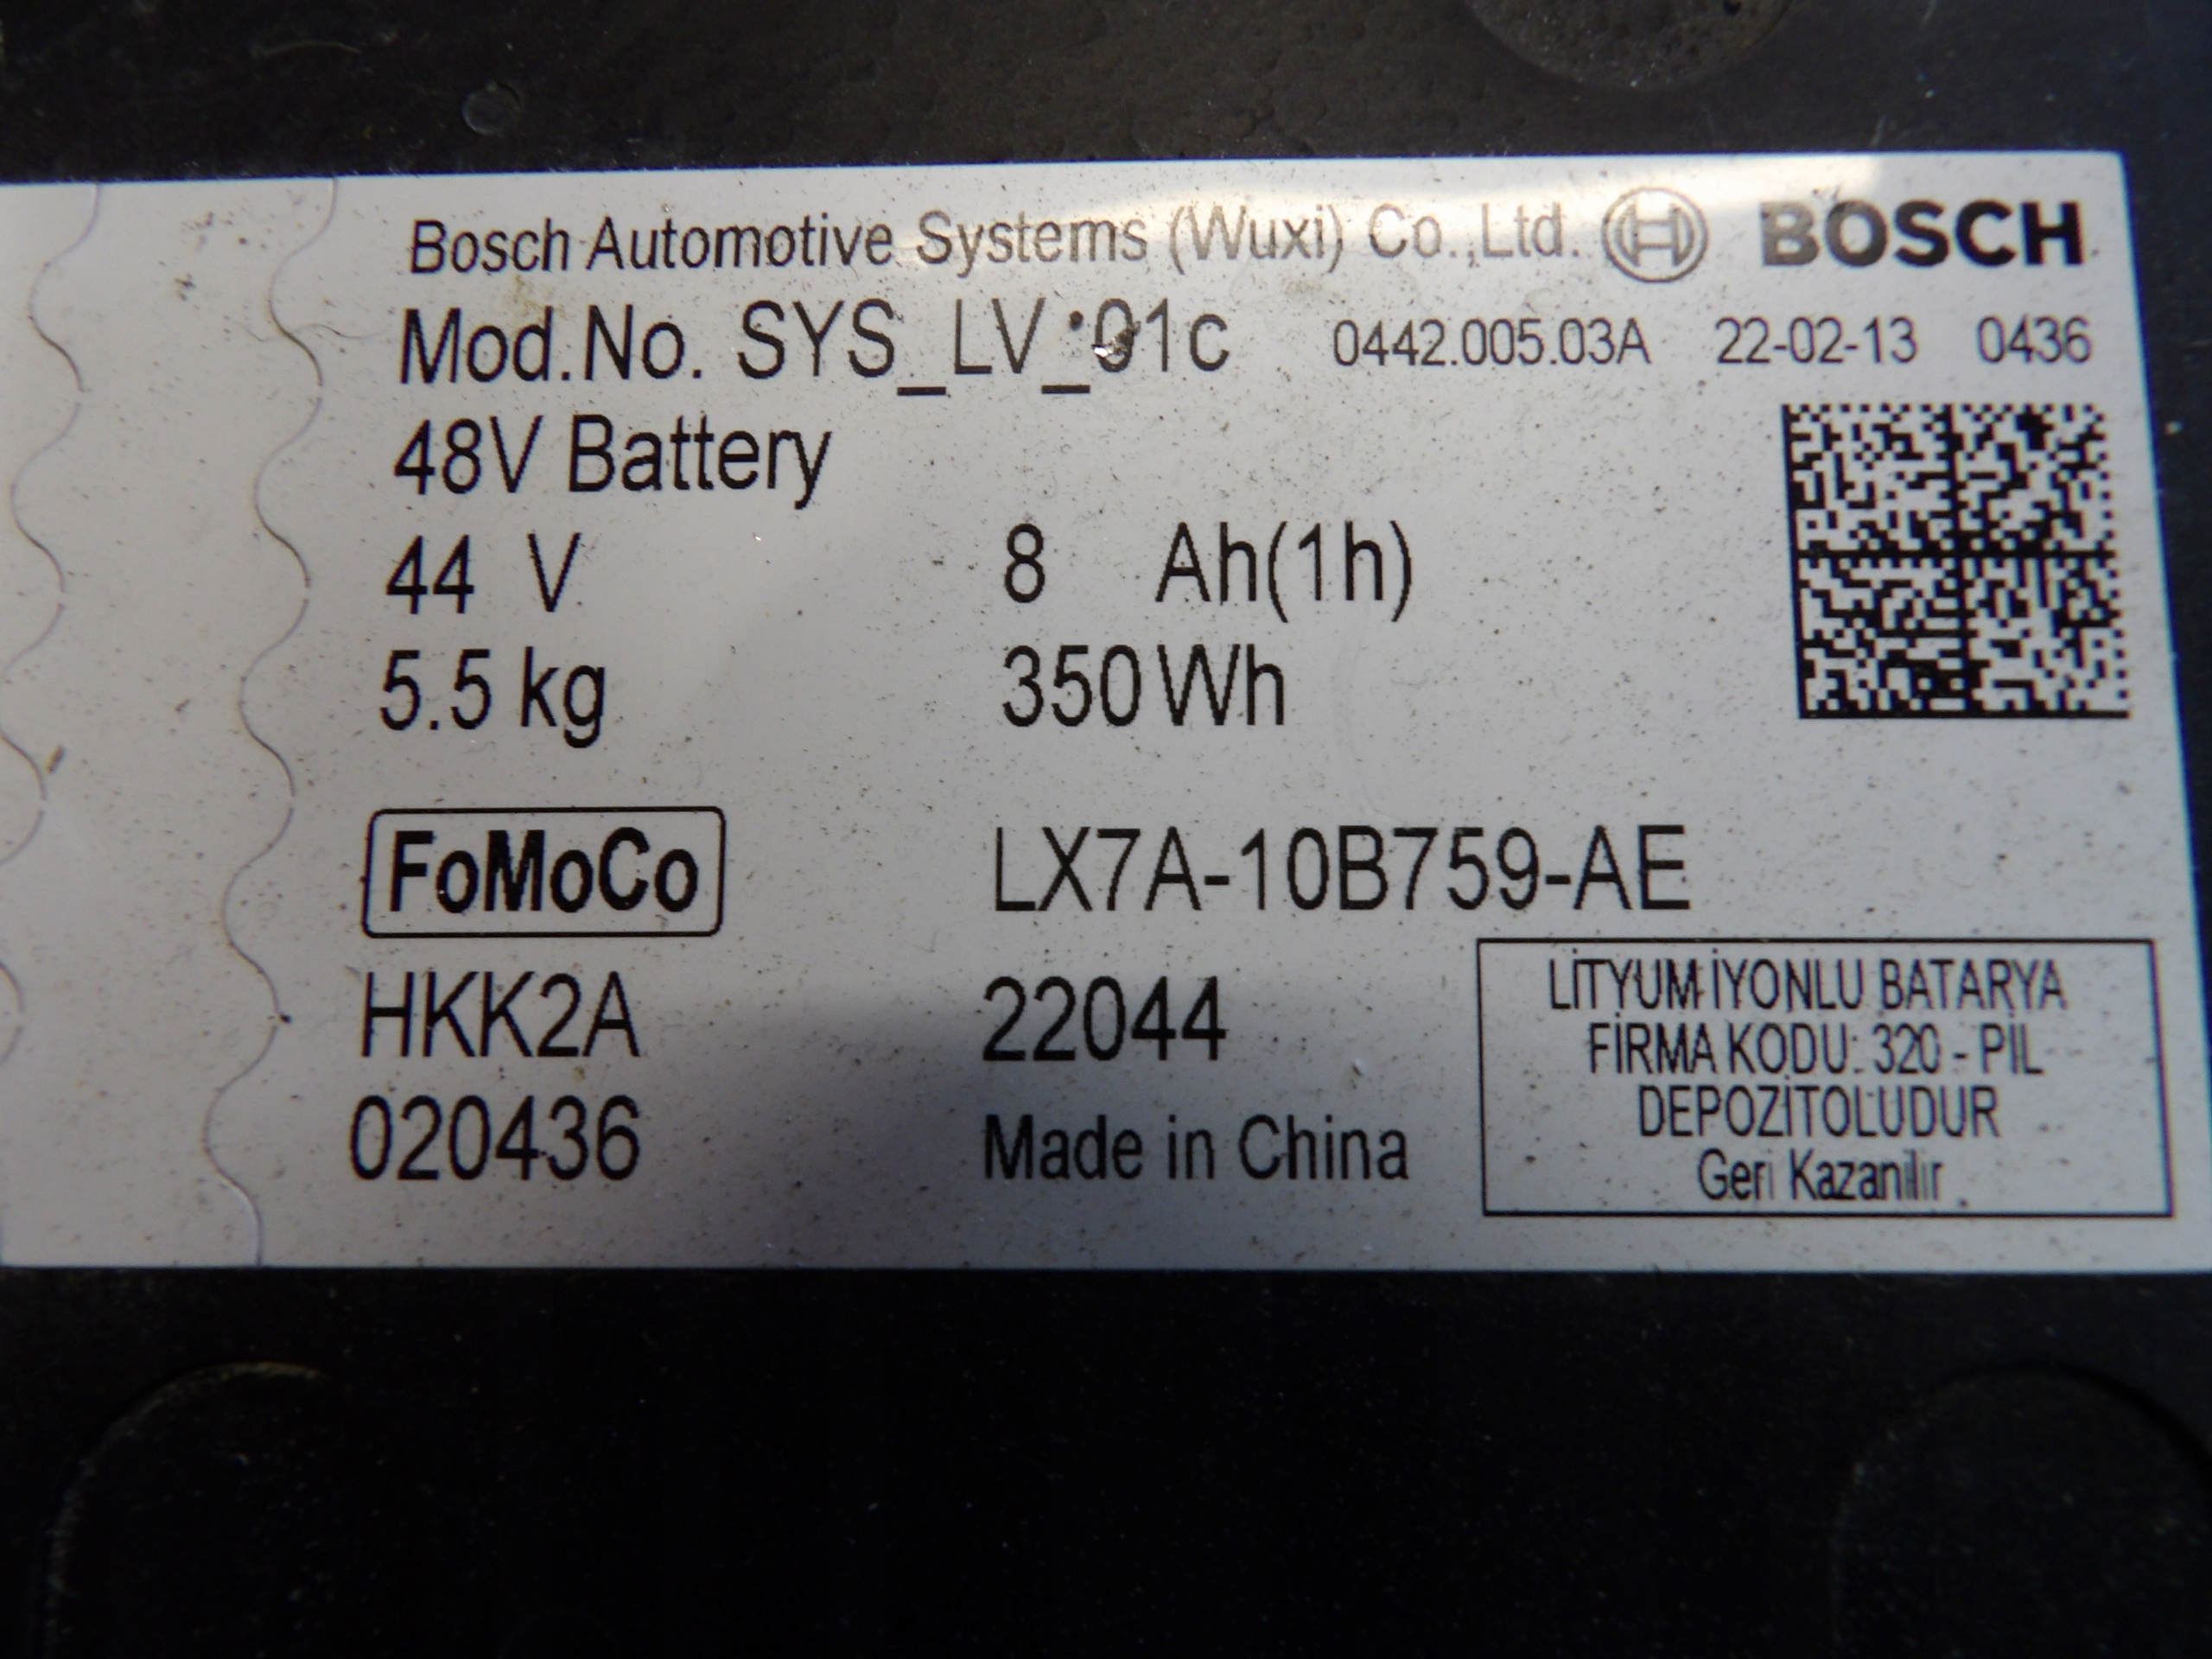 Bosch Automotive Systems (Wuxi) Co.,Ltd. BOSCH
Mod.No. SYS_LV_01c 0442.005.03A 22-02-13 0436
48V Battery
44 V 8 Ah(1h)
5.5 kg 350 Wh
FoMoCo LX7A-10B759-AE
HKK2A 22044
020436 Made in China
LİTYUM İYONLU BATARYA
FİRMA KODU: 320 - PİL
DEPOZİTOLUDUR
Geri Kazanılır